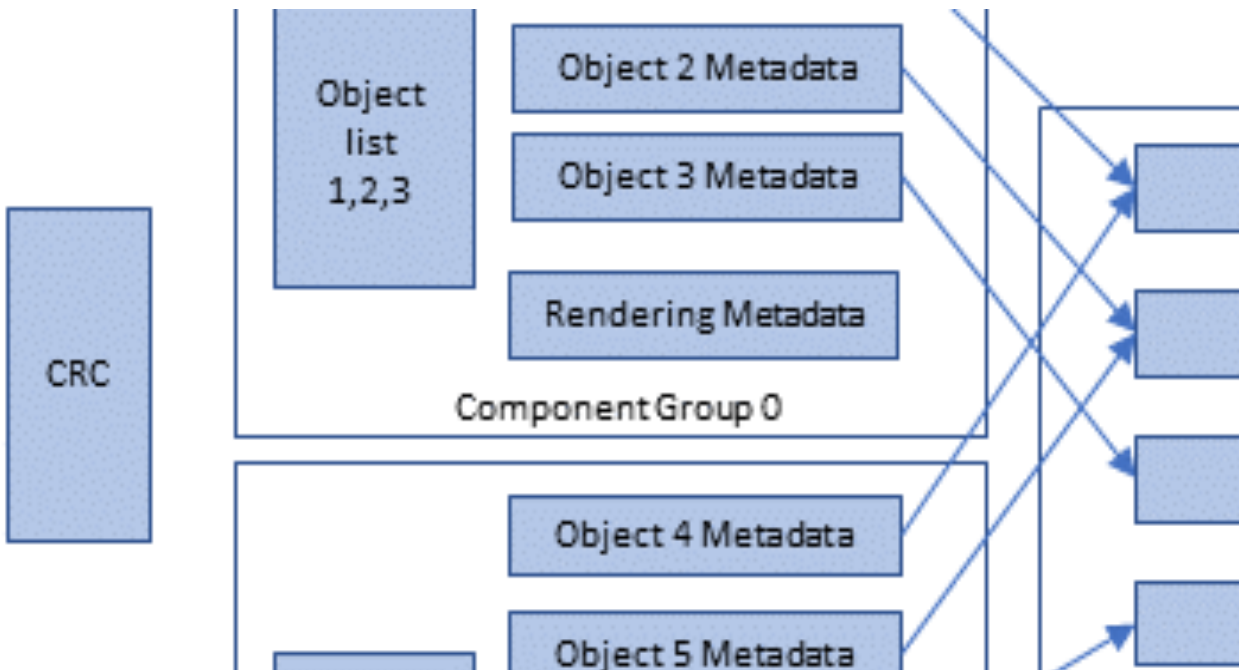 Object
list
1,2,3
Object 2 Metadata
Object 3 Metadata
Rendering Metadata
Component Group 0
CRC
Object 4 Metadata
Object 5 Metadata